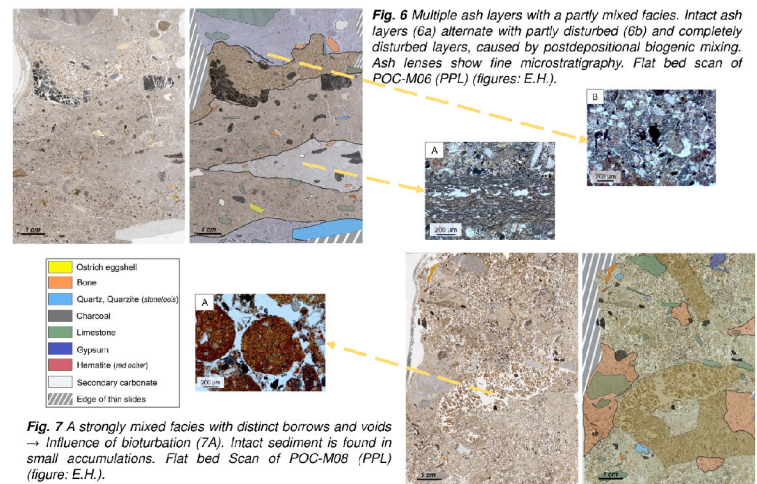 Fig. 6 Multiple ash layers with a partly mixed facies. Intact ash
layers (6a) alternate with partly disturbed (6b) and completely
disturbed layers, caused by postdepositional biogenic mixing.
Ash lenses show fine microstratigraphy. Flat bed scan of
POC-M06 (PPL) (figures: E.H.).
B
200 µm
A
200 µm
1 cm
1 cm
Ostrich eggshell
Bone
Quartz, Quarzite (stonetools)
Charcoal
Limestone
Gypsum
Hematite (red ocher)
Secondary carbonate
Edge of thin slides
A
200 µm
1 cm
1 cm
Fig. 7 A strongly mixed facies with distinct borrows and voids
→ Influence of bioturbation (7A). Intact sediment is found in
small accumulations. Flat bed Scan of POC-M08 (PPL)
(figure: E.H.).